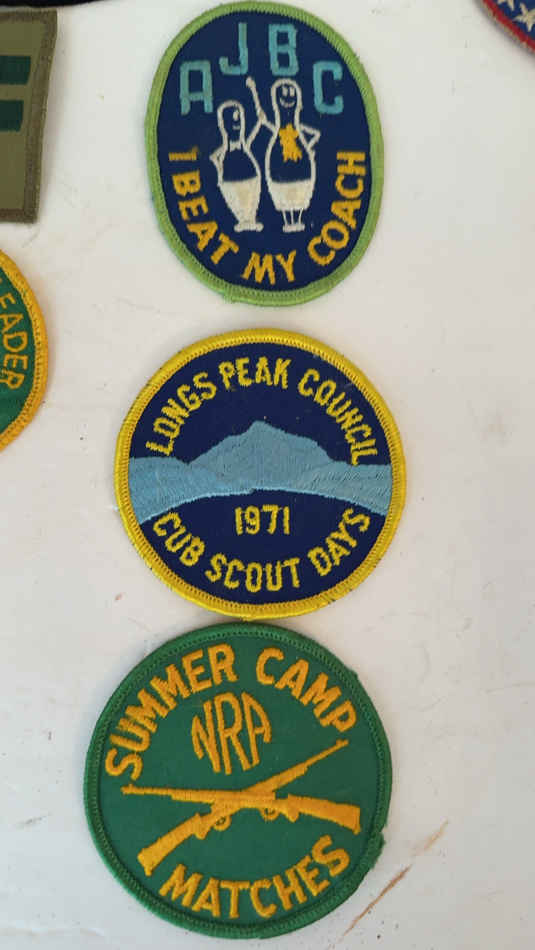 AJBC
I BEAT MY COACH
EADER
LONGS PEAK COUNCIL
1971
CUB SCOUT DAYS
SUMMER CAMP
NRA
MATCHES